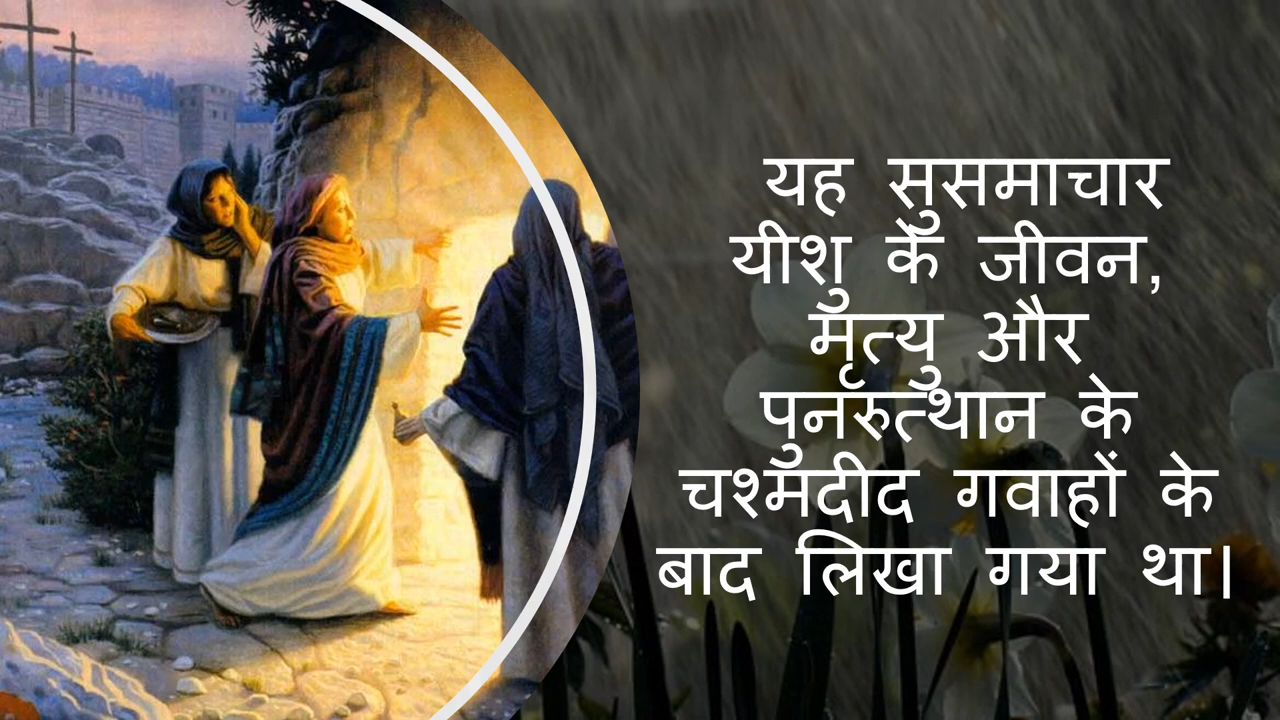 यह सुसमाचार
यीशु के जीवन,
मृत्यु और
पुनरुत्थान के
चश्मदीद गवाहों के
बाद लिखा गया था।